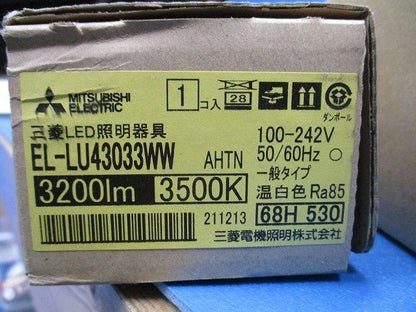 MITSUBISHI
ELECTRIC
1コ入
28
ダンボール
三菱LED照明器具
EL-LU43033WW AHTN
100-242V
50/60Hz ○
3200lm 3500K
一般タイプ
温白色 Ra85
211213
68H 530
三菱電機照明株式会社